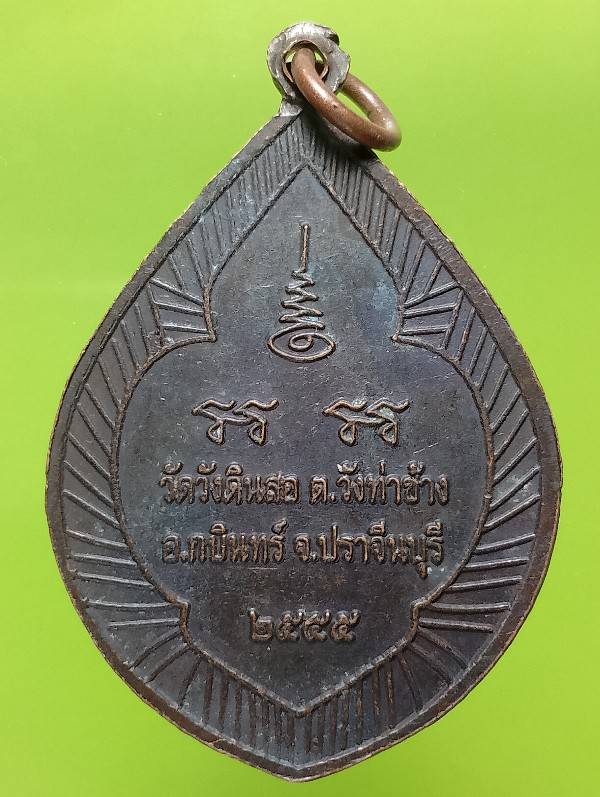 วัดวังดินสอ ต.วังท่าช้าง
อ.กบินทร์ จ.ปราจีนบุรี
๒๕๕๕